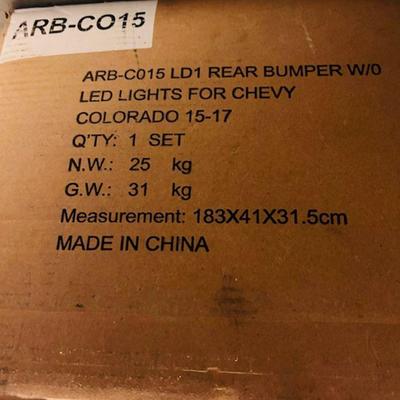 ARB-CO15
ARB-C015 LD1 REAR BUMPER W/0
LED LIGHTS FOR CHEVY
COLORADO 15-17
Q'TY: 1 SET
N.W.: 25 kg
G.W.: 31 kg
Measurement: 183X41X31.5cm
MADE IN CHINA